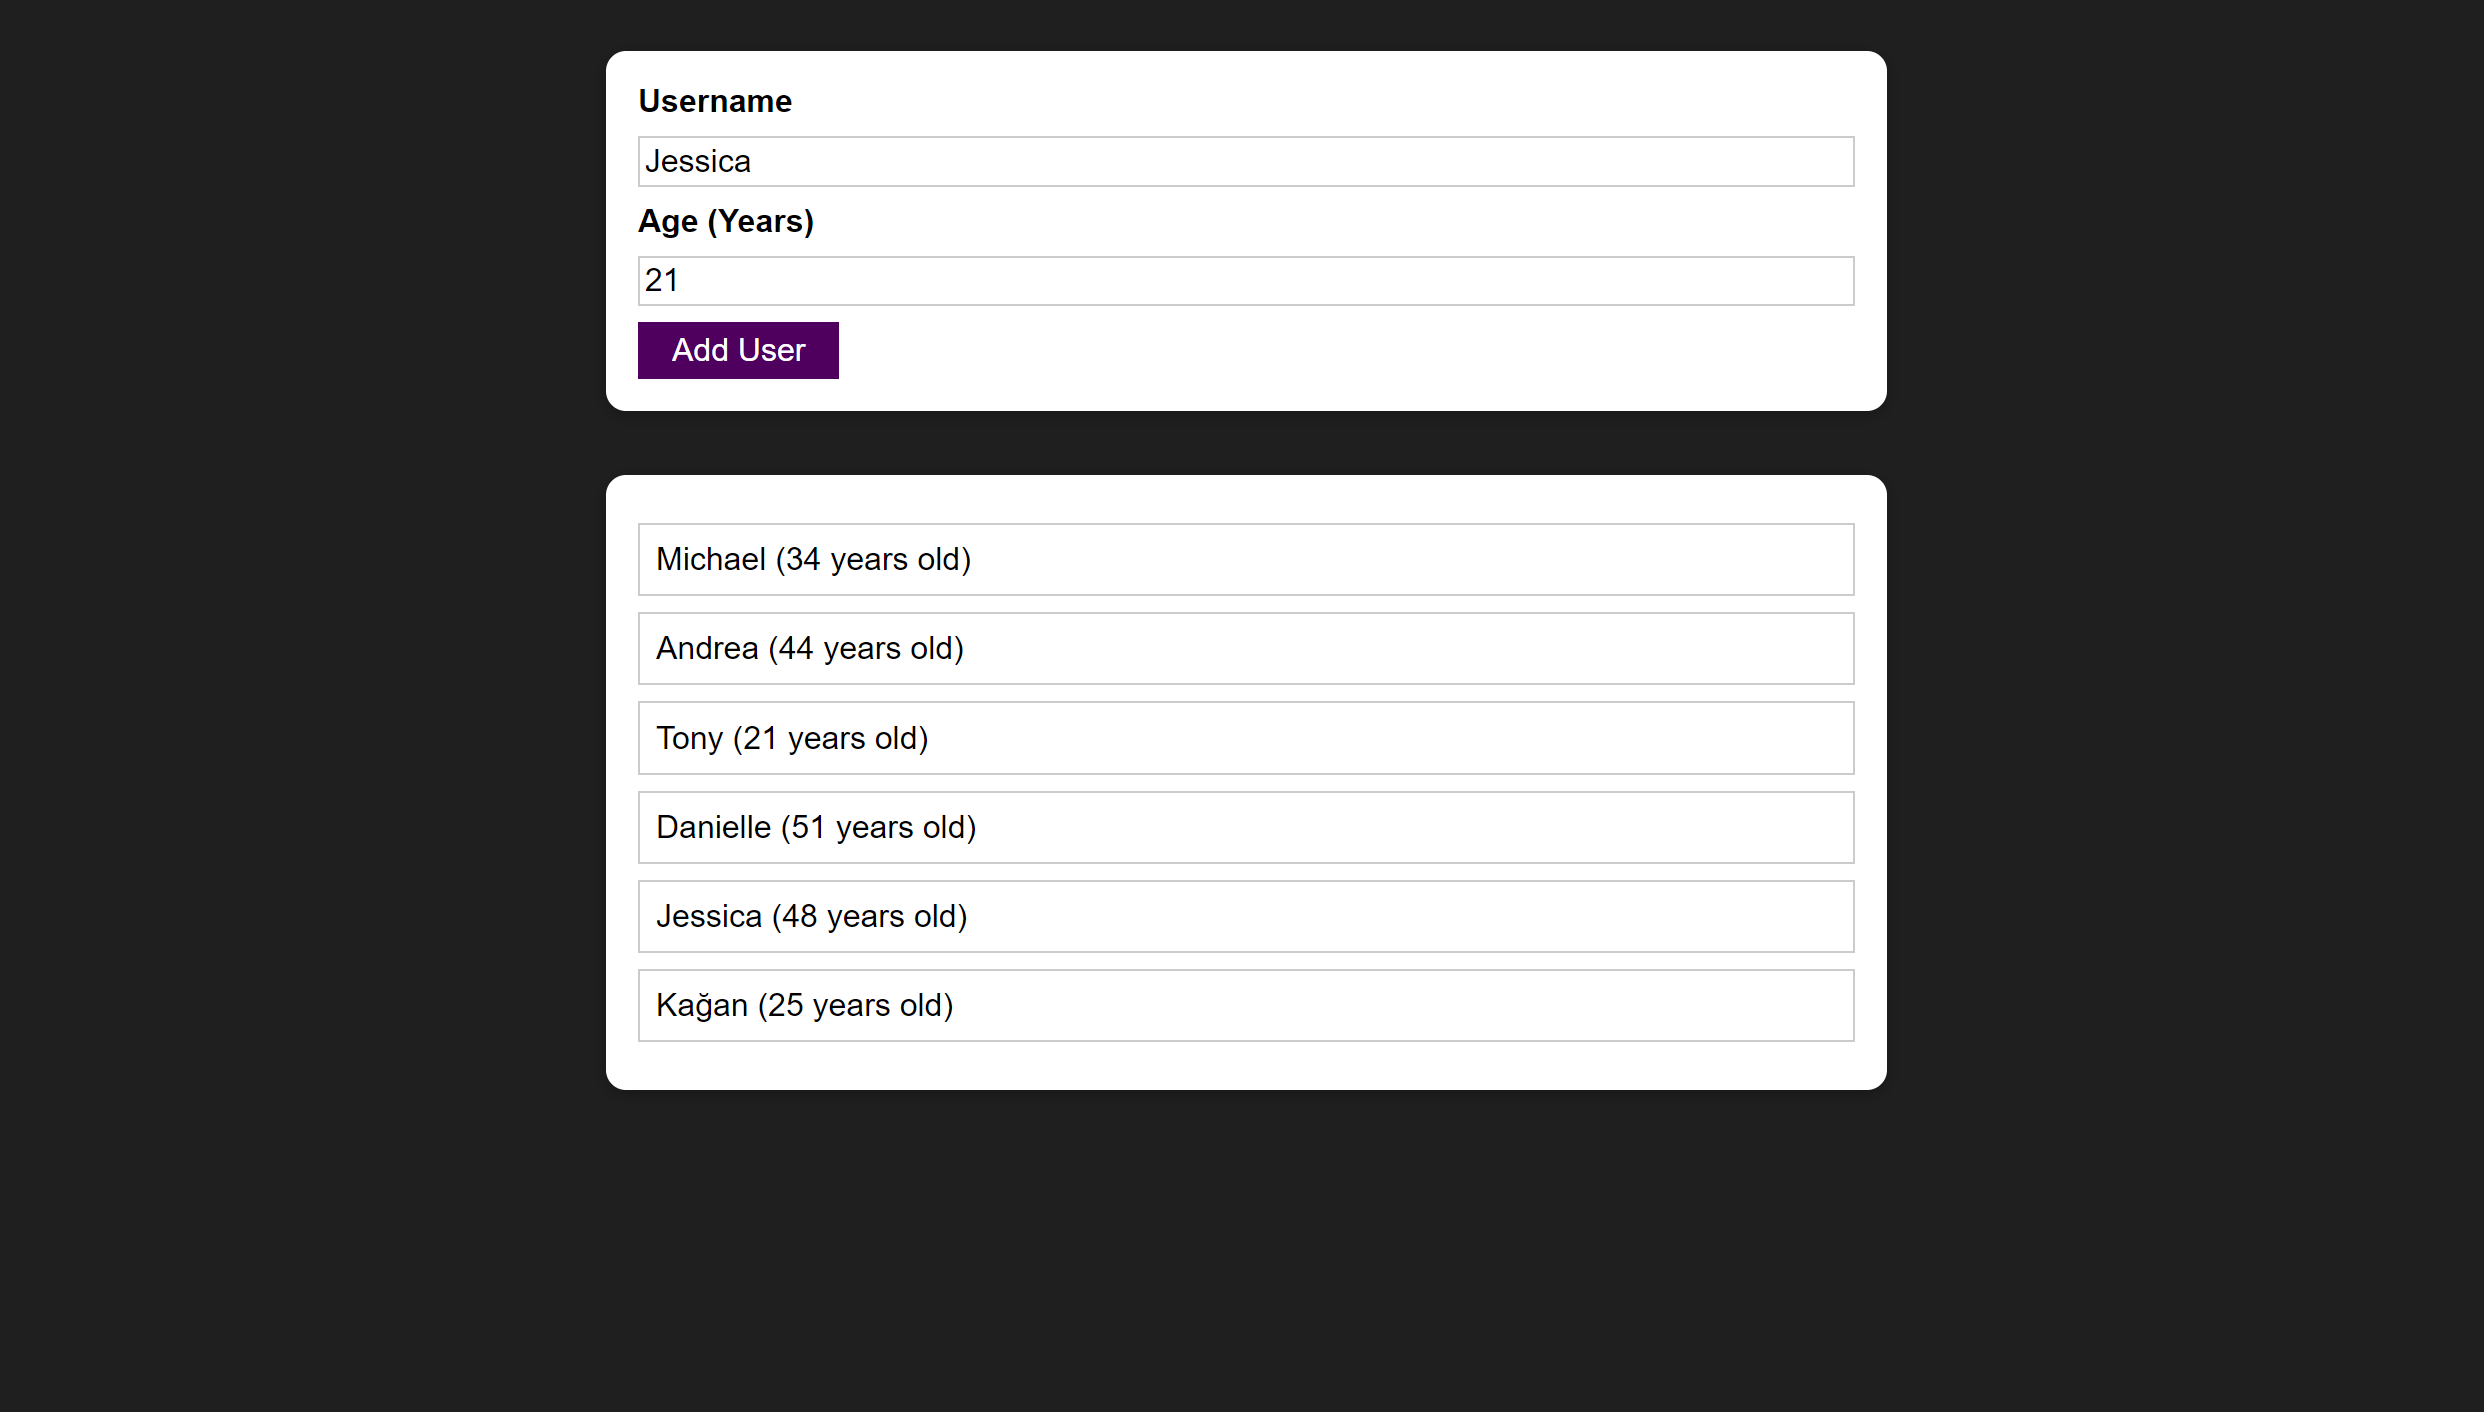 Username
Jessica
Age (Years)
21
Add User
Michael (34 years old)
Andrea (44 years old)
Tony (21 years old)
Danielle (51 years old)
Jessica (48 years old)
Kağan (25 years old)